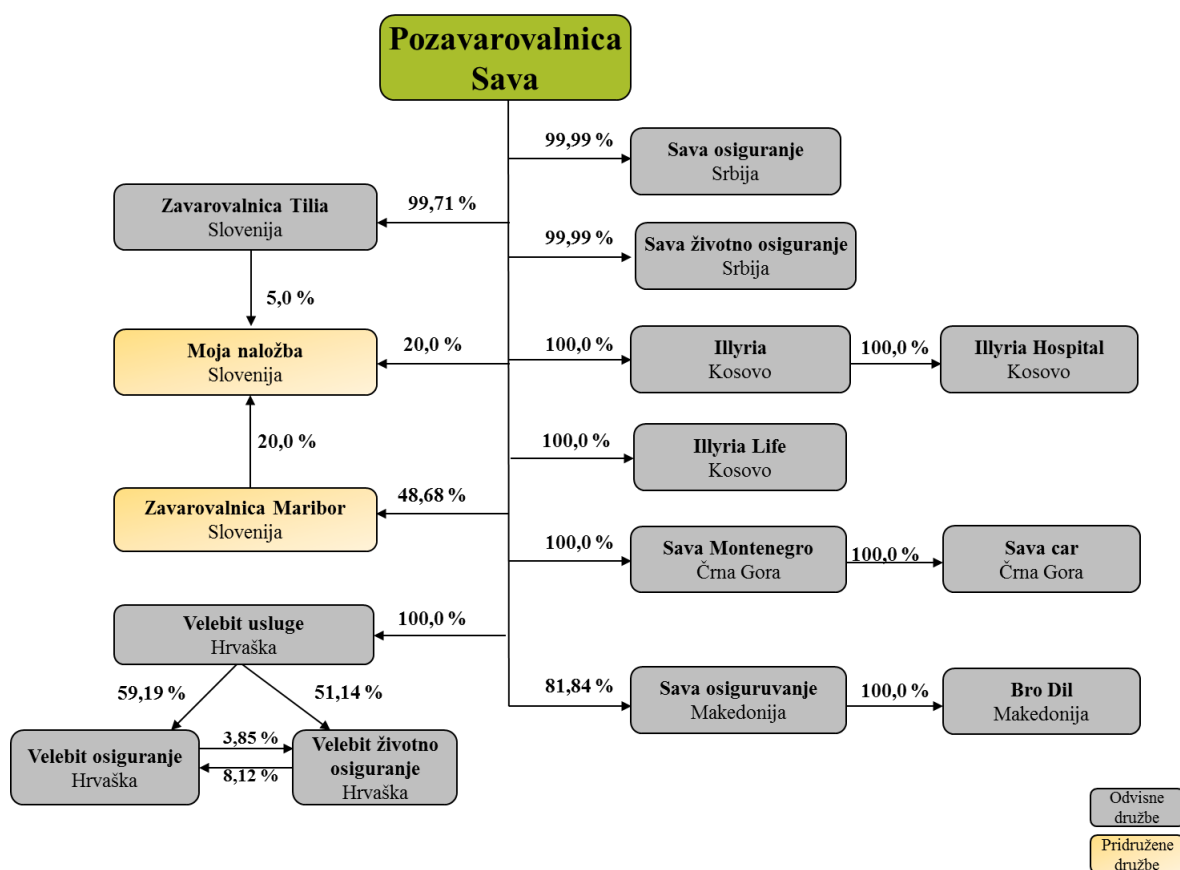 Pozavarovalnica
Sava
99,99 %
Sava osiguranje
Srbija
Zavarovalnica Tilia
Slovenija
99,71 %
99,99 %
Sava životno osiguranje
Srbija
5,0 %
Moja naložba
Slovenija
20,0 %
100,0 %
Illyria
Kosovo
100,0 %
Illyria Hospital
Kosovo
20,0 %
100,0 %
Illyria Life
Kosovo
Zavarovalnica Maribor
Slovenija
48,68 %
100,0 %
Sava Montenegro
Črna Gora
100,0 %
Sava car
Črna Gora
Velebit usluge
Hrvaška
100,0 %
59,19 %
51,14 %
81,84 %
Sava osiguruvanje
Makedonija
100,0 %
Bro Dil
Makedonija
Velebit osiguranje
Hrvaška
3,85 %
8,12 %
Velebit životno
osiguranje
Hrvaška
Odvisne
družbe
Pridružene
družbe